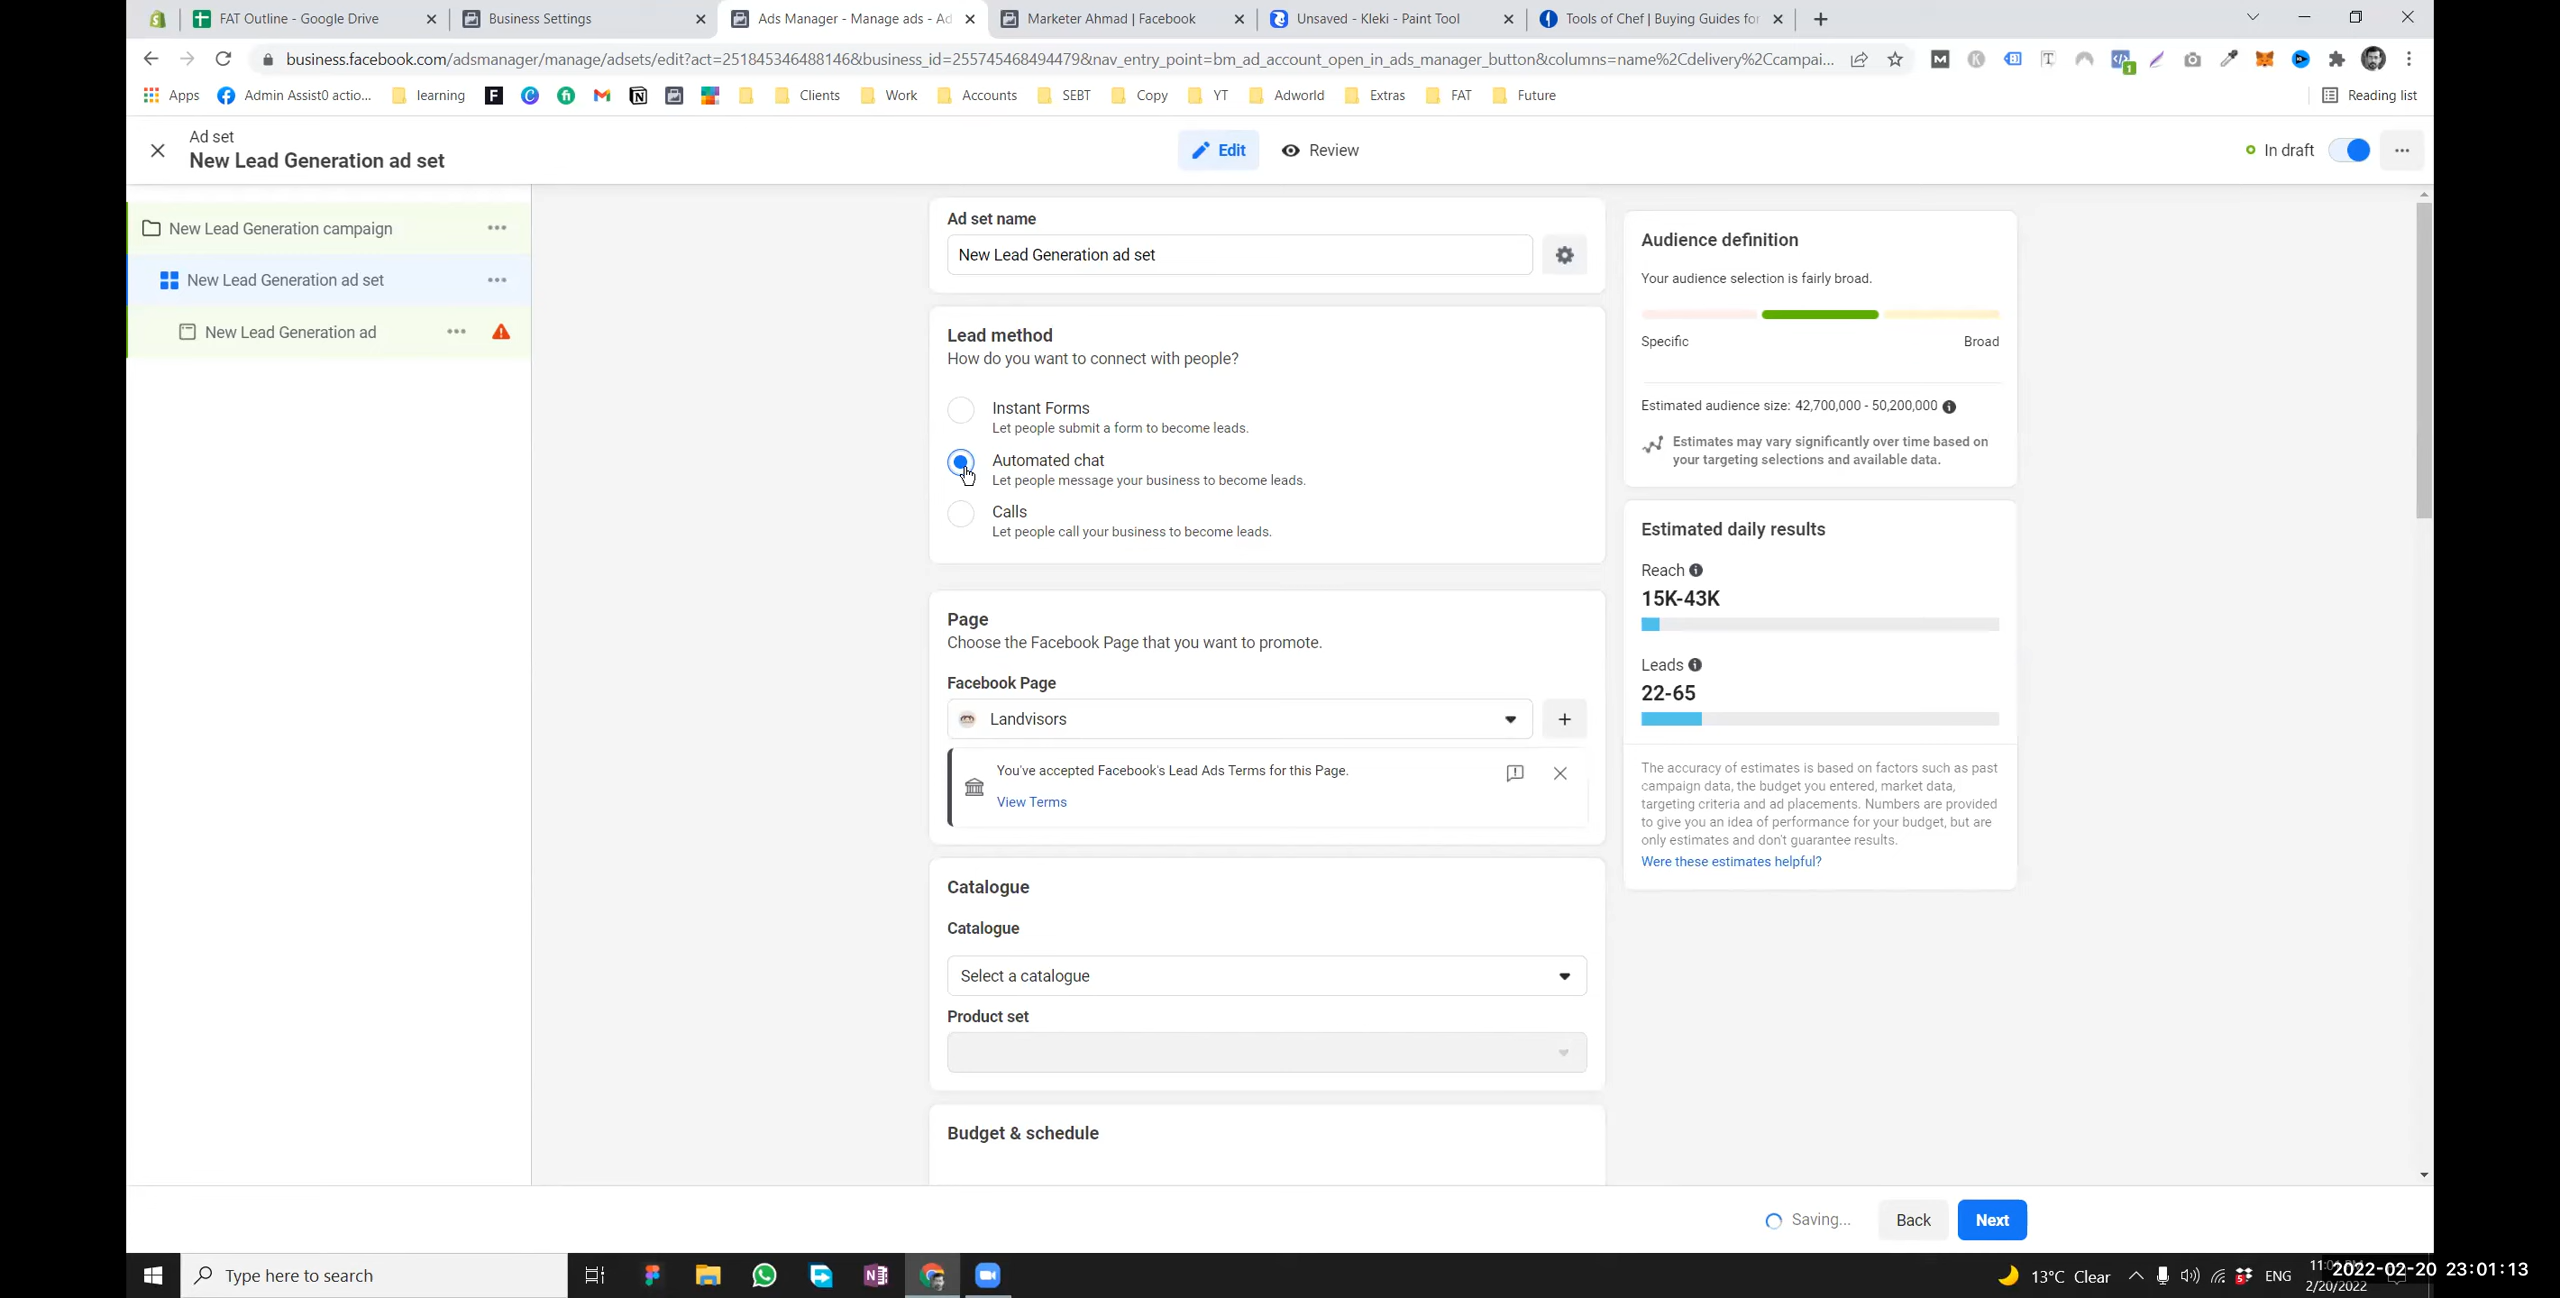 FAT Outline - Google Drive
Business Settings
Ads Manager - Manage ads - Ad
Marketer Ahmad | Facebook
Unsaved - Kleki - Paint Tool
Tools of Chef | Buying Guides for
business.facebook.com/adsmanager/manage/adsets/edit?act=251845346488146&business_id=255745468494479&nav_entry_point=bm_ad_account_open_in_ads_manager_button&columns=name%2Cdelivery%2Ccampai...
Apps
Admin Assist0 actio...
learning
Clients
Work
Accounts
SEBT
Copy
YT
Adworld
Extras
FAT
Future
Reading list
Ad set
New Lead Generation ad set
Edit
Review
In draft
New Lead Generation campaign
New Lead Generation ad set
New Lead Generation ad
Ad set name
New Lead Generation ad set
Lead method
How do you want to connect with people?
Instant Forms
Let people submit a form to become leads.
Automated chat
Let people message your business to become leads.
Calls
Let people call your business to become leads.
Page
Choose the Facebook Page that you want to promote.
Facebook Page
Landvisors
You've accepted Facebook's Lead Ads Terms for this Page.
View Terms
Catalogue
Catalogue
Select a catalogue
Product set
Budget & schedule
Audience definition
Your audience selection is fairly broad.
Specific
Broad
Estimated audience size: 42,700,000 - 50,200,000
Estimates may vary significantly over time based on
your targeting selections and available data.
Estimated daily results
Reach
15K-43K
Leads
22-65
The accuracy of estimates is based on factors such as past
campaign data, the budget you entered, market data,
targeting criteria and ad placements. Numbers are provided
to give you an idea of performance for your budget, but are
only estimates and don't guarantee results.
Were these estimates helpful?
Saving...
Back
Next
Type here to search
13°C Clear
ENG
2/20/2022
2022-02-20 23:01:13